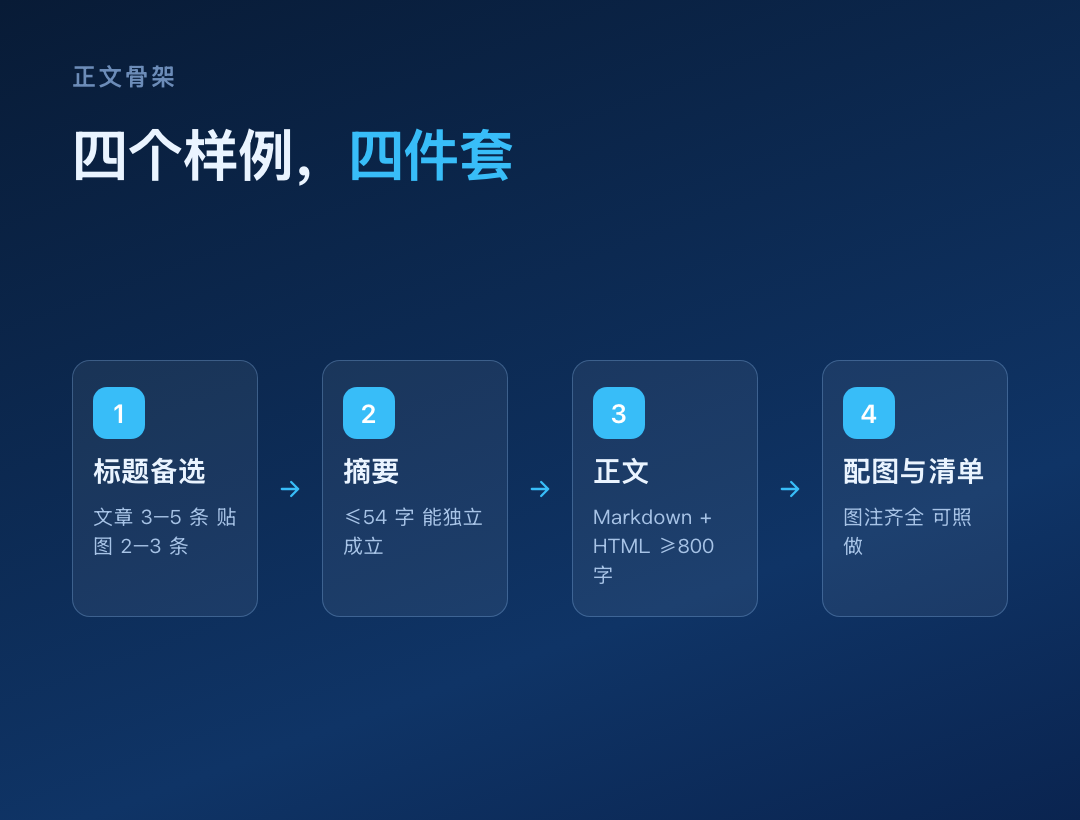 正文骨架
四个样例，四件套
1
标题备选
文章 3–5 条 贴
图 2–3 条
→
2
摘要
≤54 字 能独立
成立
→
3
正文
Markdown +
HTML ≥800
字
→
4
配图与清单
图注齐全 可照
做